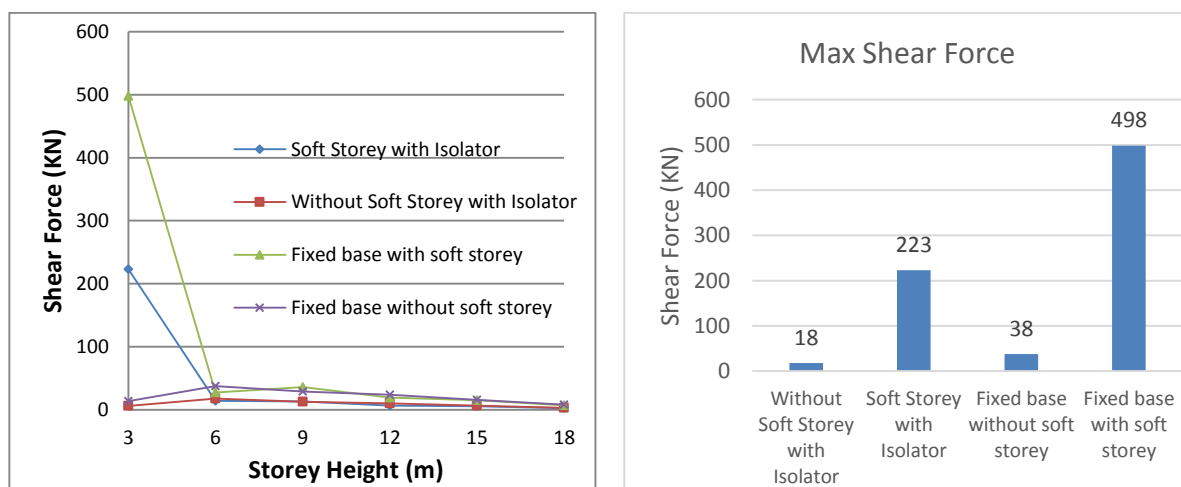 600
500
400
300
200
100
0
Shear Force (KN)
Soft Storey with Isolator
Without Soft Storey with Isolator
Fixed base with soft storey
Fixed base without soft storey
3 6 9 12 15 18
Storey Height (m)
Max Shear Force
600
500
400
300
200
100
0
Shear Force (KN)
18
223
38
498
Without
Soft Storey
with
Isolator
Soft Storey
with
Isolator
Fixed base
without soft
storey
Fixed base
with soft
storey